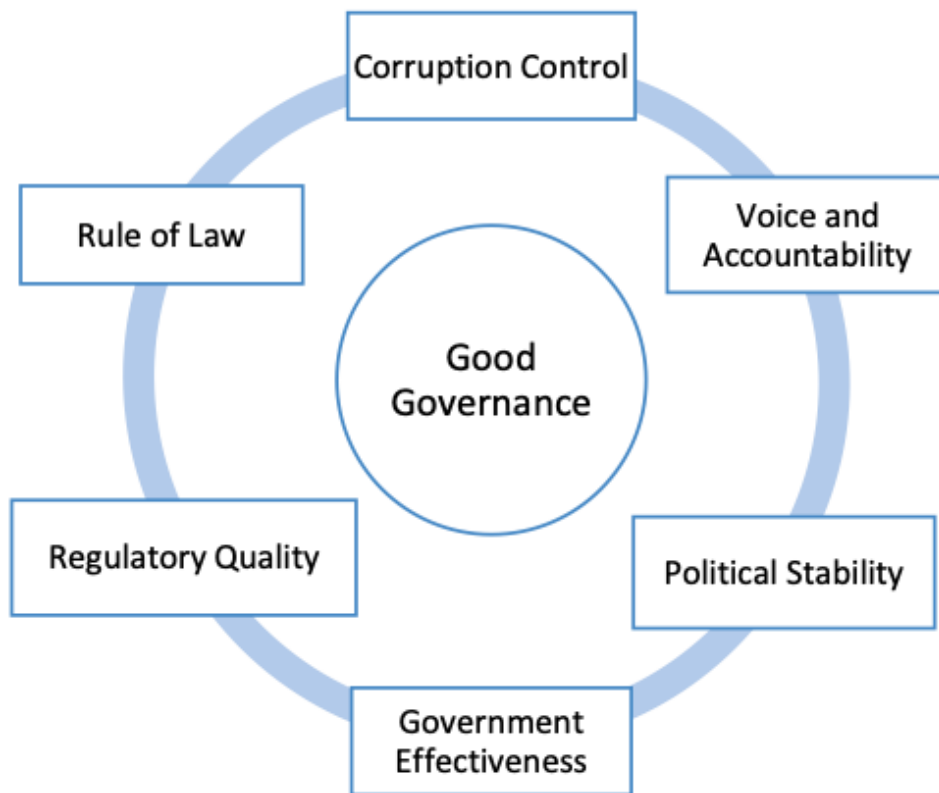 Corruption Control
Voice and
Accountability
Rule of Law
Good
Governance
Regulatory Quality
Political Stability
Government
Effectiveness